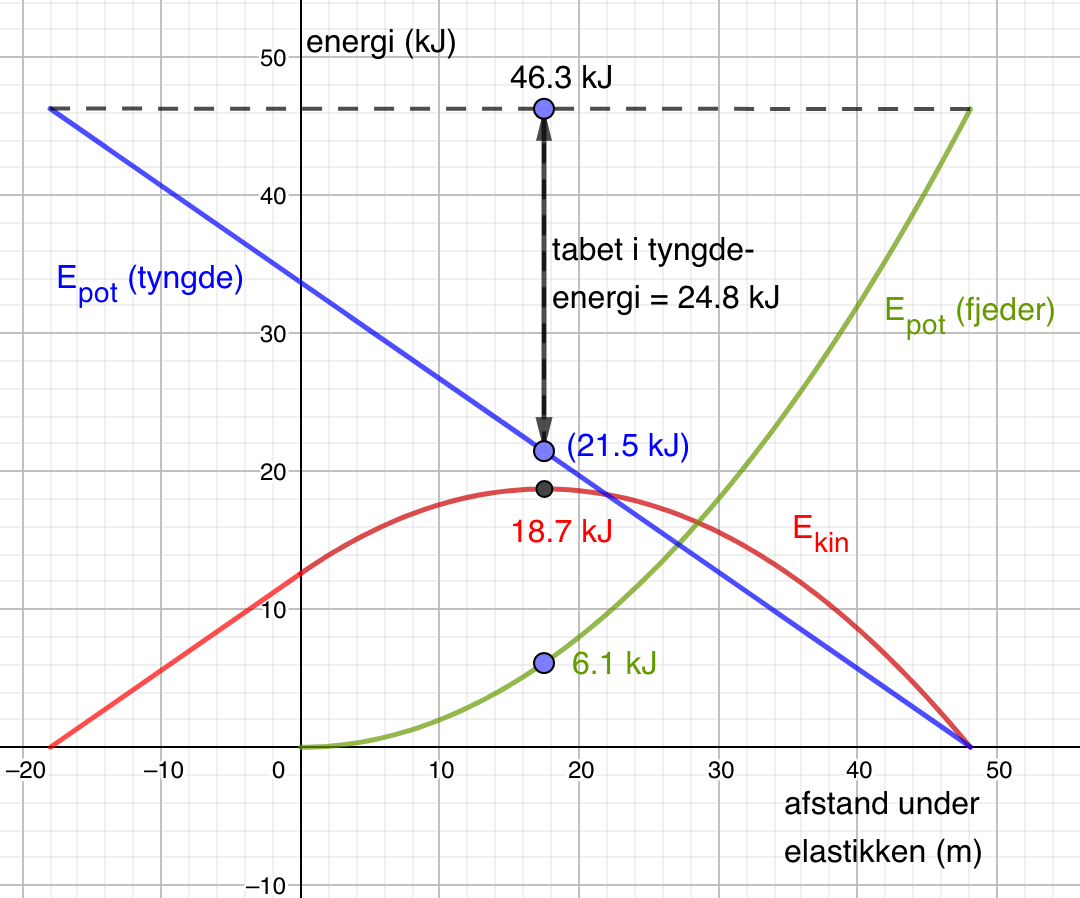 energi (kJ)
50
46.3 kJ
40
tabet i tyngde-
energi = 24.8 kJ
E_pot (tyngde)
E_pot (fjeder)
30
(21.5 kJ)
20
18.7 kJ
E_kin
10
6.1 kJ
–20 –10 0 10 20 30 40 50
afstand under
elastikken (m)
–10